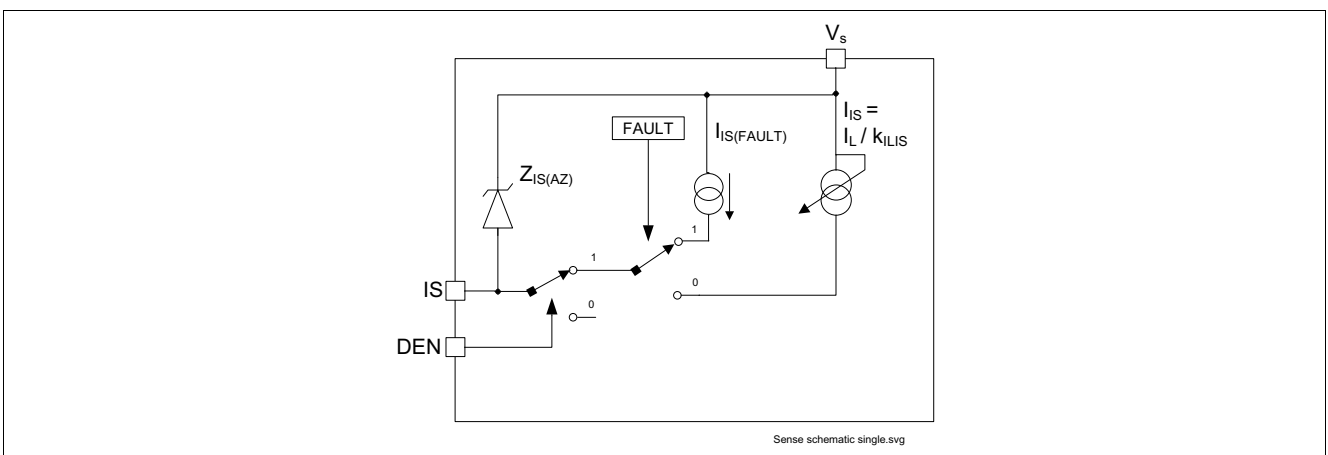 Vs
IIS =
FAULT
IIS(FAULT)
IL / kILIS
ZIS(AZ)
1
1
0
IS
0
DEN
Sense schematic single.svg